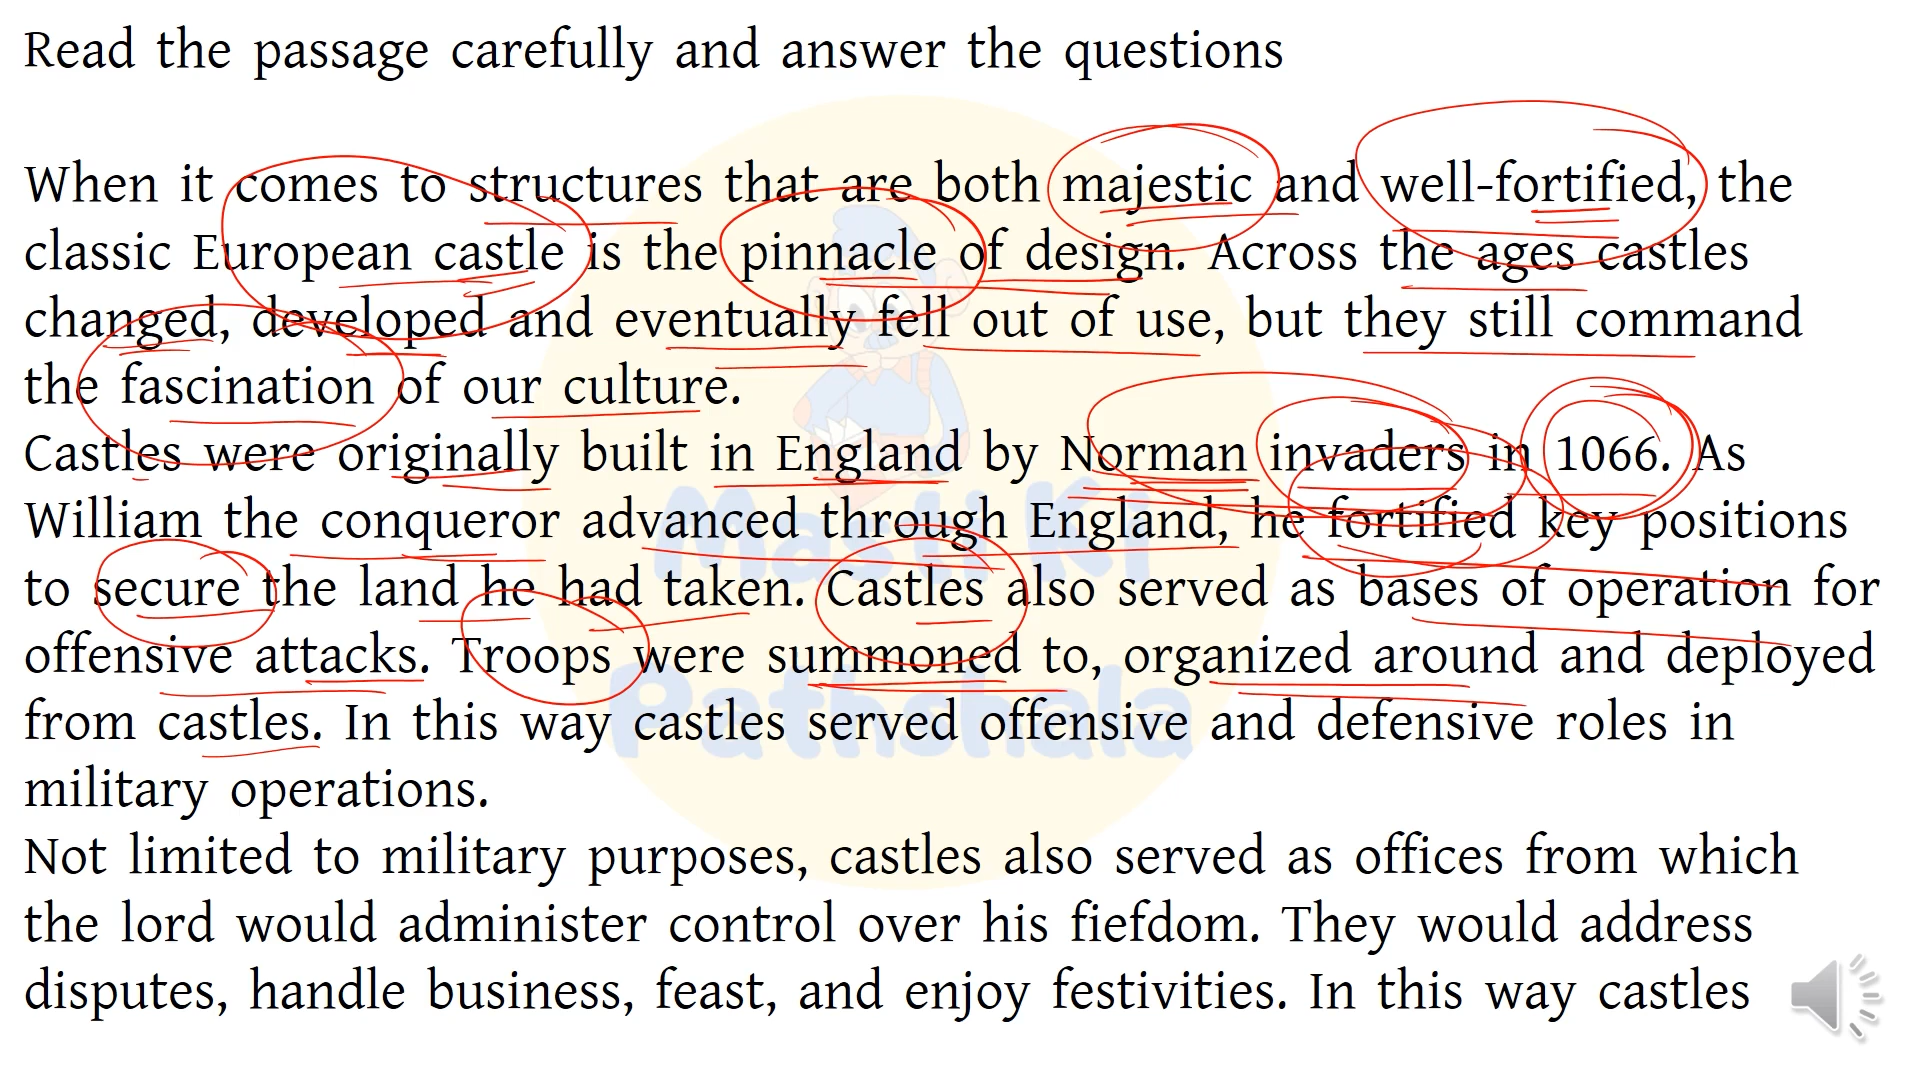 Read the passage carefully and answer the questions
When it comes to structures that are both majestic and well-fortified, the
classic European castle is the pinnacle of design. Across the ages castles
changed, developed and eventually fell out of use, but they still command
the fascination of our culture.
Castles were originally built in England by Norman invaders in 1066. As
William the conqueror advanced through England, he fortified key positions
to secure the land he had taken. Castles also served as bases of operation for
offensive attacks. Troops were summoned to, organized around and deployed
from castles. In this way castles served offensive and defensive roles in
military operations.
Not limited to military purposes, castles also served as offices from which
the lord would administer control over his fiefdom. They would address
disputes, handle business, feast, and enjoy festivities. In this way castles
Masti Ki
Pathshala